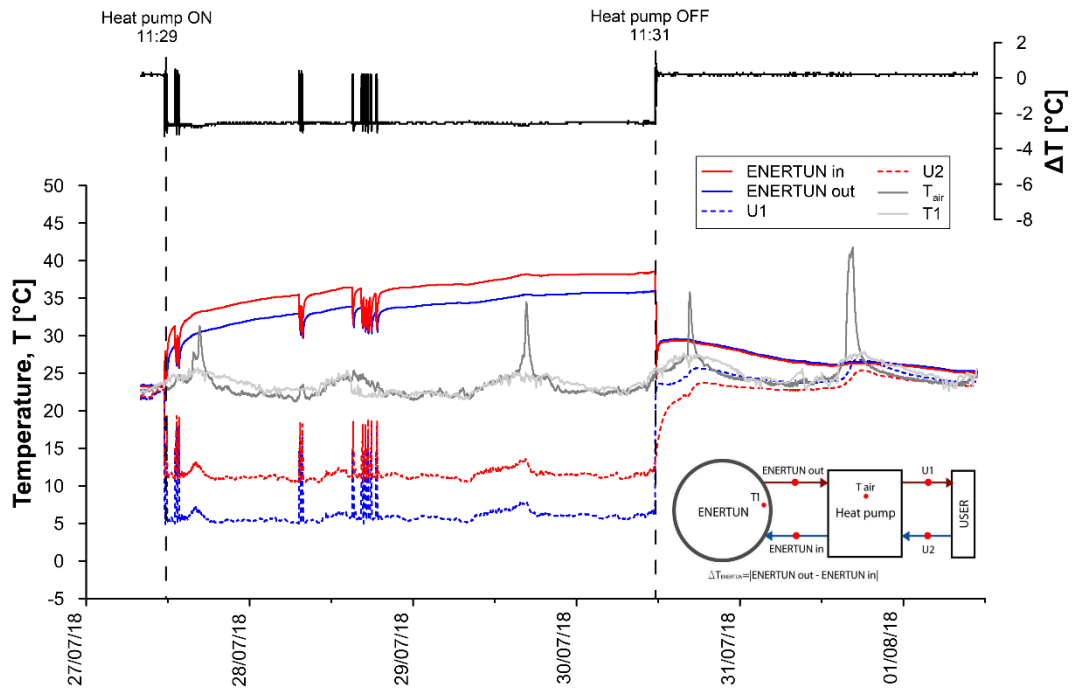 Heat pump ON
11:29
Heat pump OFF
11:31
2
0
-2
-4
-6
-8
ΔT [°C]
ENERTUN in
ENERTUN out
U1
U2
T_air
T1
50
45
40
35
30
25
20
15
10
5
0
-5
Temperature, T [°C]
ENERTUN out
U1
T1
ENERTUN
T air
Heat pump
USER
ENERTUN in
U2
ΔT_ENERTUN=|ENERTUN out - ENERTUN in|
27/07/18
28/07/18
29/07/18
30/07/18
31/07/18
01/08/18